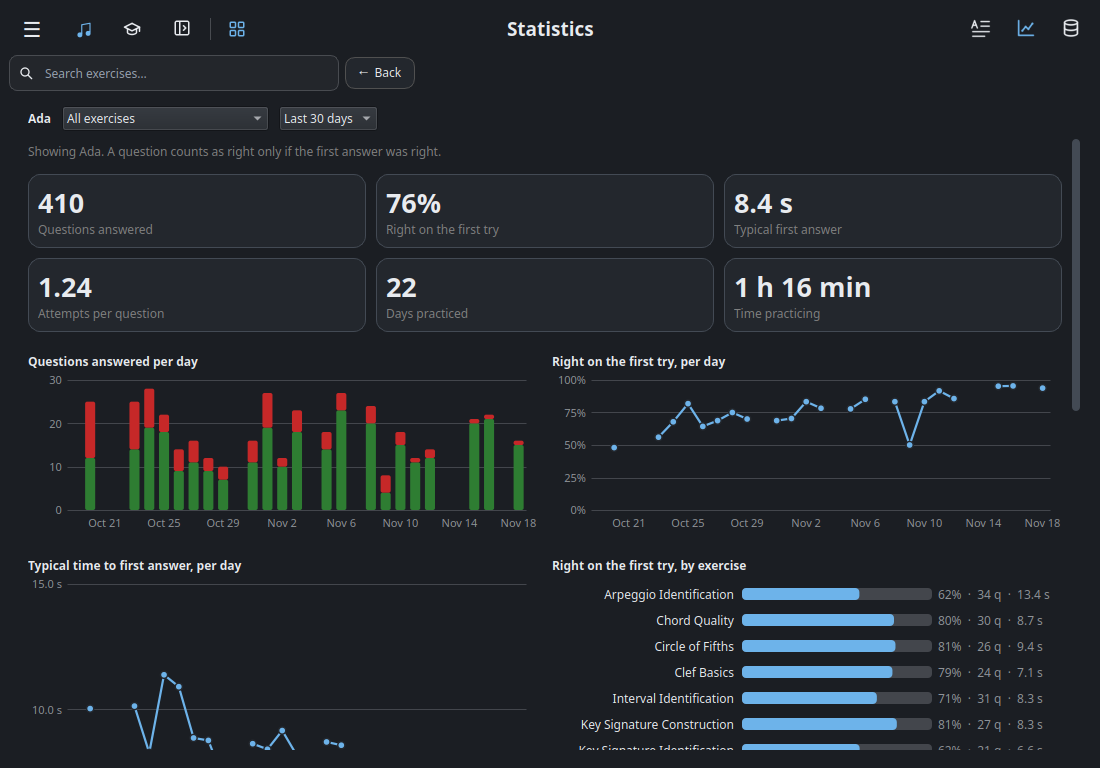 Statistics
Search exercises...
← Back
Ada
All exercises
Last 30 days
Showing Ada. A question counts as right only if the first answer was right.
410
Questions answered
76%
Right on the first try
8.4 s
Typical first answer
1.24
Attempts per question
22
Days practiced
1 h 16 min
Time practicing
Questions answered per day
30
20
10
0
Oct 21 Oct 25 Oct 29 Nov 2 Nov 6 Nov 10 Nov 14 Nov 18
Right on the first try, per day
100%
75%
50%
25%
0%
Oct 21 Oct 25 Oct 29 Nov 2 Nov 6 Nov 10 Nov 14 Nov 18
Typical time to first answer, per day
15.0 s
10.0 s
Right on the first try, by exercise
Arpeggio Identification 62% · 34 q · 13.4 s
Chord Quality 80% · 30 q · 8.7 s
Circle of Fifths 81% · 26 q · 9.4 s
Clef Basics 79% · 24 q · 7.1 s
Interval Identification 71% · 31 q · 8.3 s
Key Signature Construction 81% · 27 q · 8.3 s
Key Signature Identification